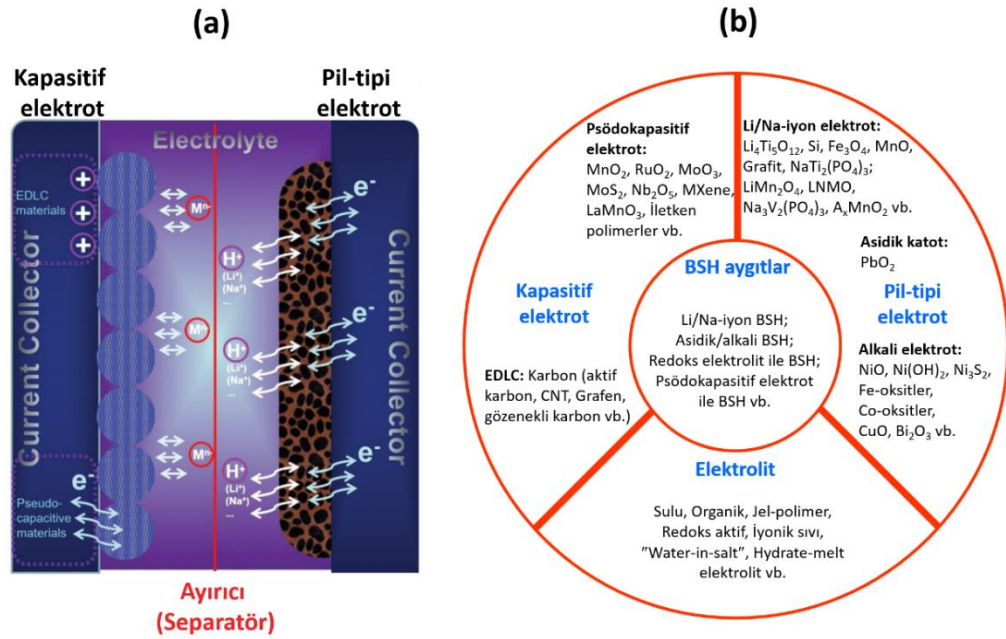 (a)
Kapasitif
elektrot
Pil-tipi
elektrot
Electrolyte
EDLC
materials
+
+
+
Current Collector
Pseudo-
capacitive
materials
e-
Mn-
Mn-
Mn-
H+
(Li+)
(Na+)
...
H+
(Li+)
(Na+)
...
H+
(Li+)
(Na+)
...
e-
e-
e-
Current Collector
Ayırıcı
(Separatör)
(b)
Psödokapasitif
elektrot:
MnO2, RuO2, MoO3,
MoS2, Nb2O5, MXene,
LaMnO3, İletken
polimerler vb.
Kapasitif
elektrot
EDLC: Karbon (aktif
karbon, CNT, Grafen,
gözenekli karbon vb.)
Li/Na-iyon elektrot:
Li4Ti5O12, Si, Fe3O4, MnO,
Grafit, NaTi2(PO4)3;
LiMn2O4, LNMO,
Na3V2(PO4)3, AxMnO2 vb.
Asidik katot:
PbO2
Pil-tipi
elektrot
Alkali elektrot:
NiO, Ni(OH)2, Ni3S2,
Fe-oksitler,
Co-oksitler,
CuO, Bi2O3 vb.
BSH aygıtlar
Li/Na-iyon BSH;
Asidik/alkali BSH;
Redoks elektrolit ile BSH;
Psödokapasitif elektrot
ile BSH vb.
Elektrolit
Sulu, Organik, Jel-polimer,
Redoks aktif, İyonik sıvı,
”Water-in-salt”, Hydrate-melt
elektrolit vb.